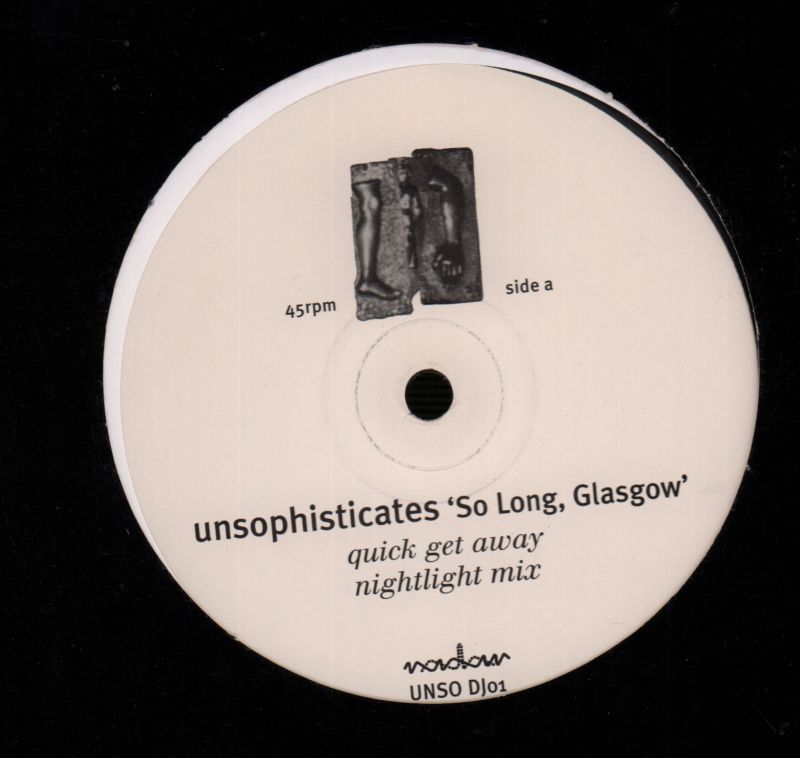 45rpm
side a
unsophisticates ‘So Long, Glasgow’
quick get away
nightlight mix
UNSO DJ01